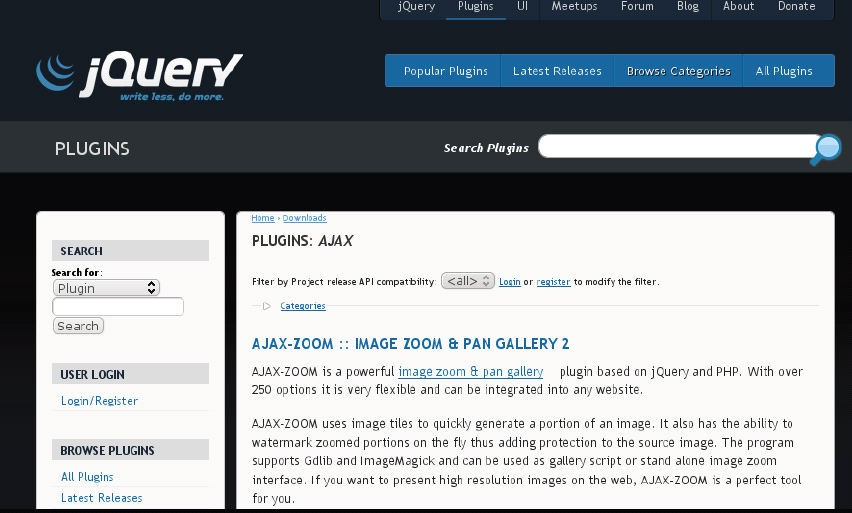 jQuery Plugins UI Meetups Forum Blog About Donate
jQuery
write less, do more.
Popular Plugins Latest Releases Browse Categories All Plugins
PLUGINS
Search Plugins
Home › Downloads
PLUGINS: AJAX
Filter by Project release API compatibility: <all> Login or register to modify the filter.
Categories
SEARCH
Search for:
Plugin
Search
USER LOGIN
Login/Register
BROWSE PLUGINS
All Plugins
Latest Releases
AJAX-ZOOM :: IMAGE ZOOM & PAN GALLERY 2
AJAX-ZOOM is a powerful image zoom & pan gallery plugin based on jQuery and PHP. With over
250 options it is very flexible and can be integrated into any website.
AJAX-ZOOM uses image tiles to quickly generate a portion of an image. It also has the ability to
watermark zoomed portions on the fly thus adding protection to the source image. The program
supports Gdlib and ImageMagick and can be used as gallery script or stand alone image zoom
interface. If you want to present high resolution images on the web, AJAX-ZOOM is a perfect tool
for you.